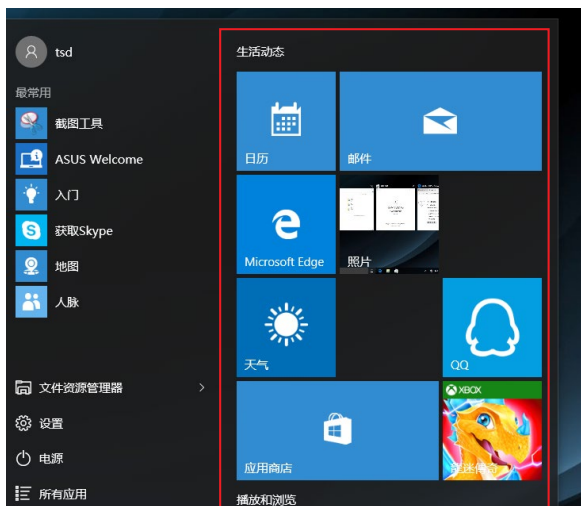 tsd
最常用
截图工具
ASUS Welcome
入门
获取Skype
地图
人脉
文件资源管理器
设置
电源
所有应用
生活动态
日历
邮件
Microsoft Edge
照片
天气
QQ
应用商店
XBOX
播放和浏览